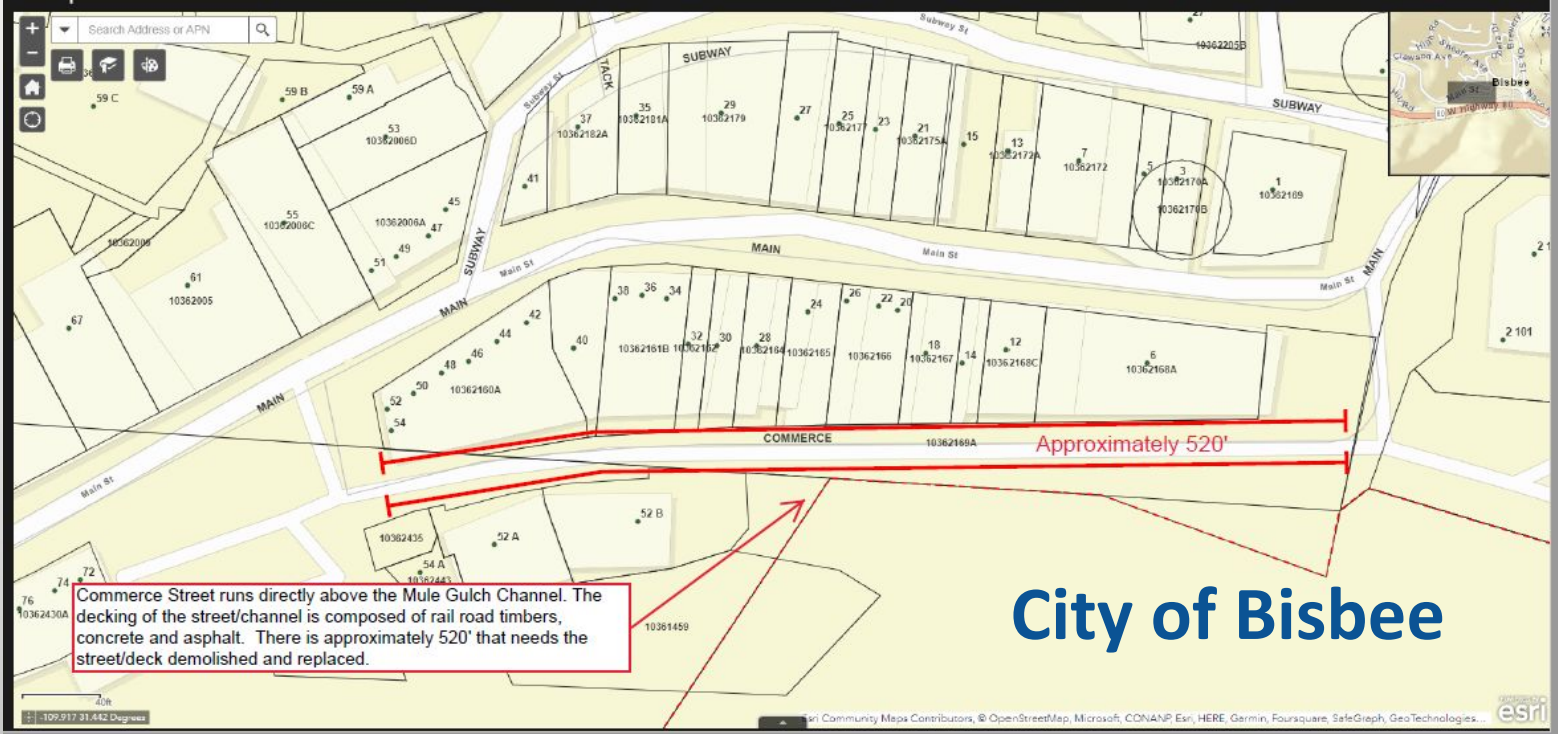 Search Address or APN
Subway St
27
10362205B
Bisbee
59 C
59 B
59 A
53
10362006D
Subway St
TACK
SUBWAY
SUBWAY
37
10362182A
35
10362181A
29
10362179
27
25
10362177
23
21
10362175A
15
13
10362172A
7
10362172
5
3
10362170A
10362170B
1
10362169
41
45
10362006A
47
49
51
55
10362006C
61
10362005
67
SUBWAY
Main St
MAIN
Main St
Main St
MAIN
MAIN
2 1
2 101
38
36
34
42
44
46
48
50
52
54
10362160A
40
10362161B
32
10362162
30
28
10362164
24
10362165
26
22
20
10362166
18
10362167
14
12
10362168C
6
10362168A
MAIN
Main St
COMMERCE
10362169A
Approximately 520'
52 B
52 A
10362435
54 A
10362443
72
74
76
10362430A
Commerce Street runs directly above the Mule Gulch Channel. The
decking of the street/channel is composed of rail road timbers,
concrete and asphalt. There is approximately 520' that needs the
street/deck demolished and replaced.
10361459
City of Bisbee
40ft
-109.917 31.442 Degrees
Esri Community Maps Contributors, © OpenStreetMap, Microsoft, CONANP, Esri, HERE, Garmin, Foursquare, SafeGraph, GeoTechnologies...
esri